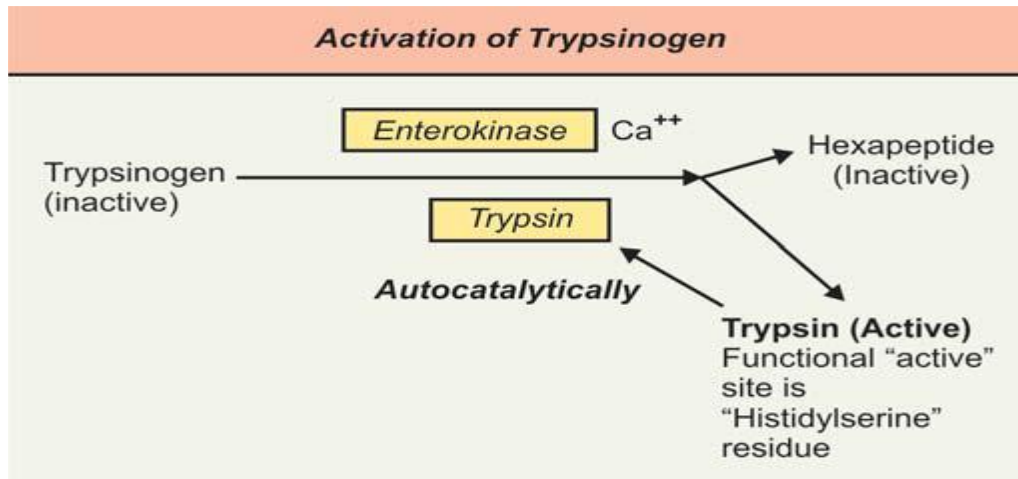 Activation of Trypsinogen
Enterokinase Ca++
Trypsinogen
(inactive)
Hexapeptide
(Inactive)
Trypsin
Autocatalytically
Trypsin (Active)
Functional “active”
site is
“Histidylserine”
residue